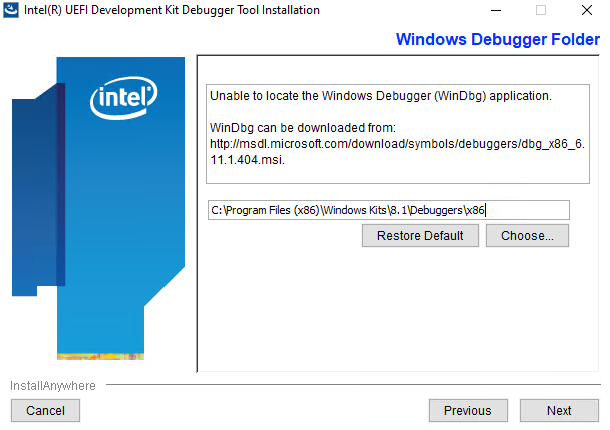 Intel(R) UEFI Development Kit Debugger Tool Installation
Windows Debugger Folder
intel
Unable to locate the Windows Debugger (WinDbg) application.
WinDbg can be downloaded from:
http://msdl.microsoft.com/download/symbols/debuggers/dbg_x86_6.
11.1.404.msi.
C:\Program Files (x86)\Windows Kits\8.1\Debuggers\x86
Restore Default
Choose...
InstallAnywhere
Cancel
Previous
Next